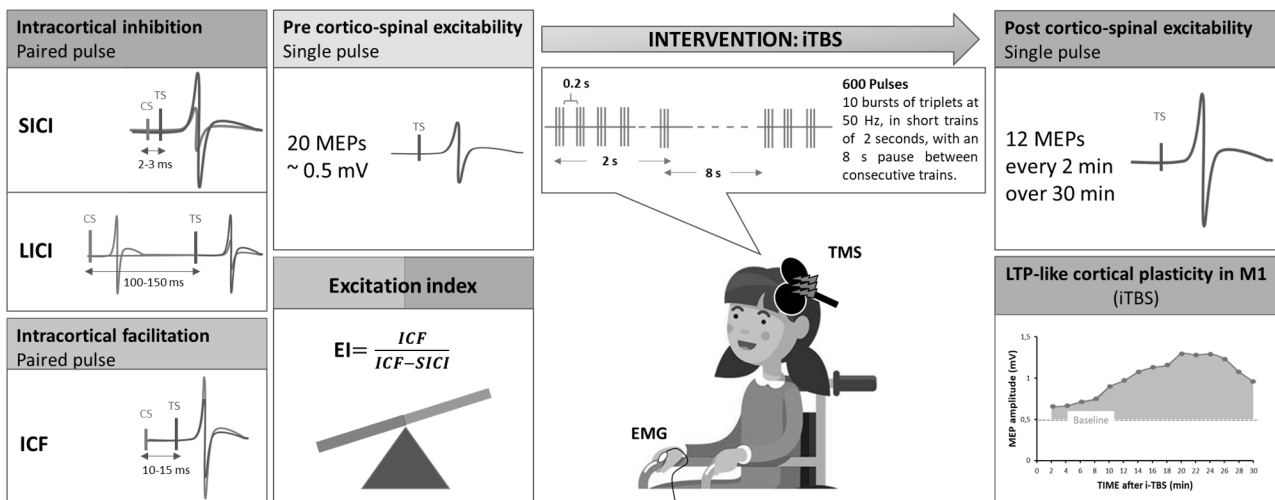 Intracortical inhibition
Paired pulse
SICI
CS
TS
2-3 ms
LICI
CS
TS
100-150 ms
Intracortical facilitation
Paired pulse
ICF
CS
TS
10-15 ms
Pre cortico-spinal excitability
Single pulse
20 MEPs
~ 0.5 mV
TS
Excitation index
EI= ICF
ICF−SICI
INTERVENTION: iTBS
0.2 s
2 s
8 s
600 Pulses
10 bursts of triplets at
50 Hz, in short trains
of 2 seconds, with an
8 s pause between
consecutive trains.
TMS
EMG
Post cortico-spinal excitability
Single pulse
12 MEPs
every 2 min
over 30 min
TS
LTP-like cortical plasticity in M1
(iTBS)
MEP amplitude (mV)
1,5
1
0,5
0
Baseline
0 2 4 6 8 10 12 14 16 18 20 22 24 26 28 30
TIME after i-TBS (min)